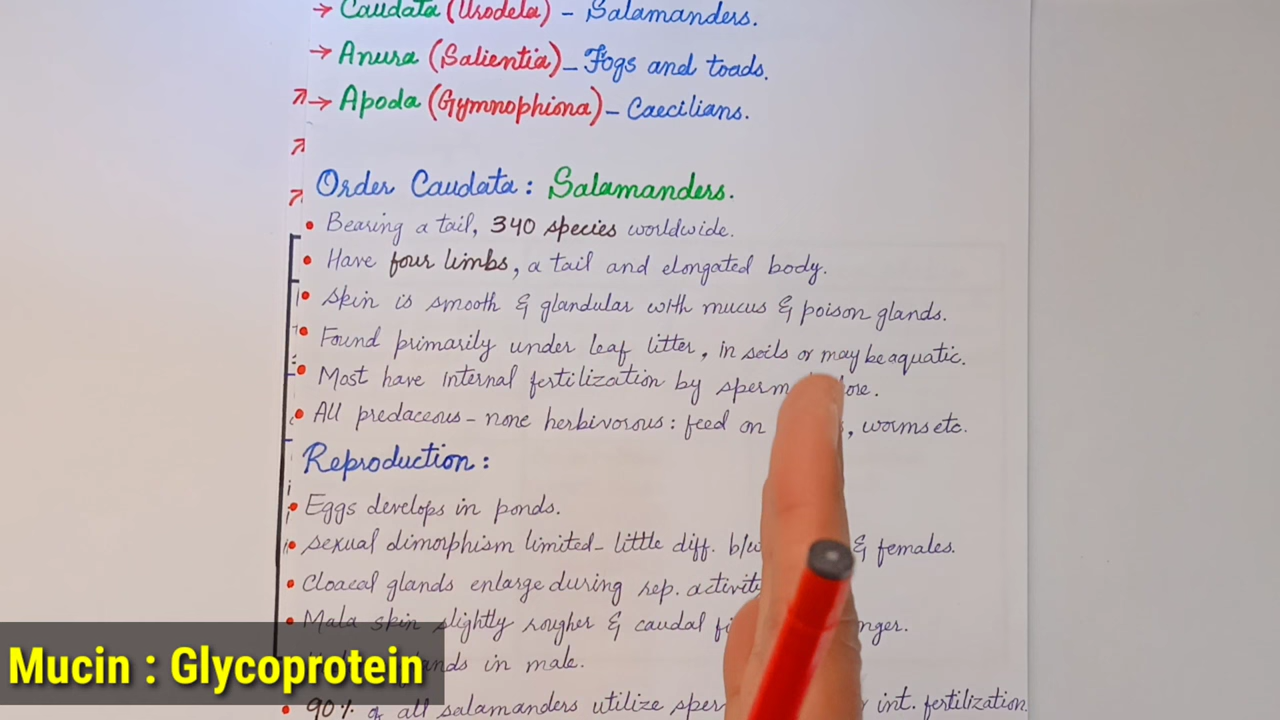 → Caudata (Urodela) - Salamanders.
→ Anura (Salientia) - Fogs and toads.
→ Apoda (Gymnophiona) - Caecilians.
Order Caudata: Salamanders.
• Bearing a tail, 340 species worldwide.
• Have four limbs, a tail and elongated body.
• Skin is smooth & glandular with mucus & poison glands.
• Found primarily under leaf litter, in soils or may be aquatic.
• Most have internal fertilization by
• All predaceous - none herbivorous: feed on , worms etc.
Reproduction:
• Eggs develops in ponds.
• Sexual dimorphism limited - little diff. & females.
• Cloacal glands enlarge during rep.
• Mala skin slightly rougher & caudal
in male.
• 90% of all salamanders utilize int. fertilization
Mucin : Glycoprotein